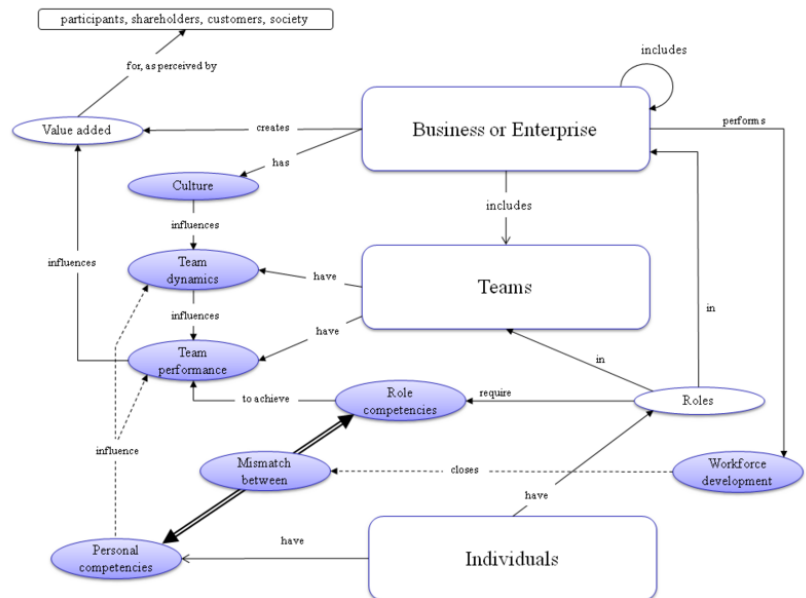 participants, shareholders, customers, society
includes
for, as perceived by
performs
Value added
creates
Business or Enterprise
has
Culture
includes
influences
Team
dynamics
influences
have
Teams
influences
have
in
Team
performance
in
to achieve
Role
competencies
require
Roles
influence
Mismatch
between
closes
Workforce
development
have
Personal
competencies
have
Individuals